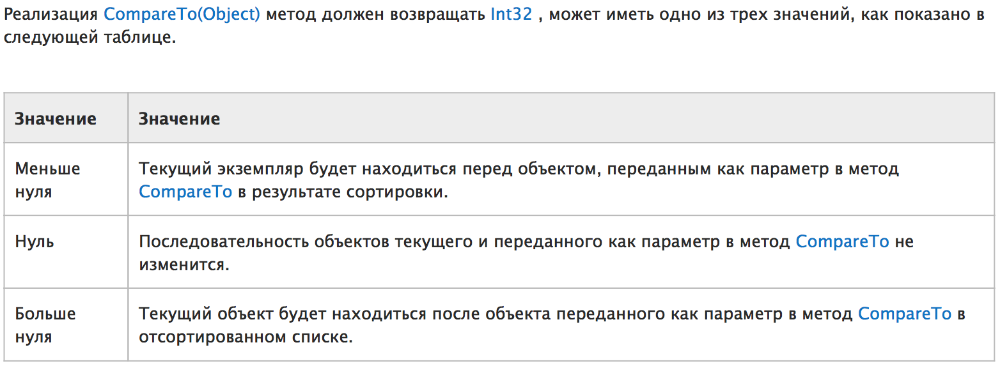 Реализация CompareTo(Object) метод должен возвращать Int32 , может иметь одно из трех значений, как показано в
следующей таблице.
Значение Значение
Меньше
нуля
Текущий экземпляр будет находиться перед объектом, переданным как параметр в метод
CompareTo в результате сортировки.
Нуль
Последовательность объектов текущего и переданного как параметр в метод CompareTo не
изменится.
Больше
нуля
Текущий объект будет находиться после объекта переданного как параметр в метод CompareTo в
отсортированном списке.